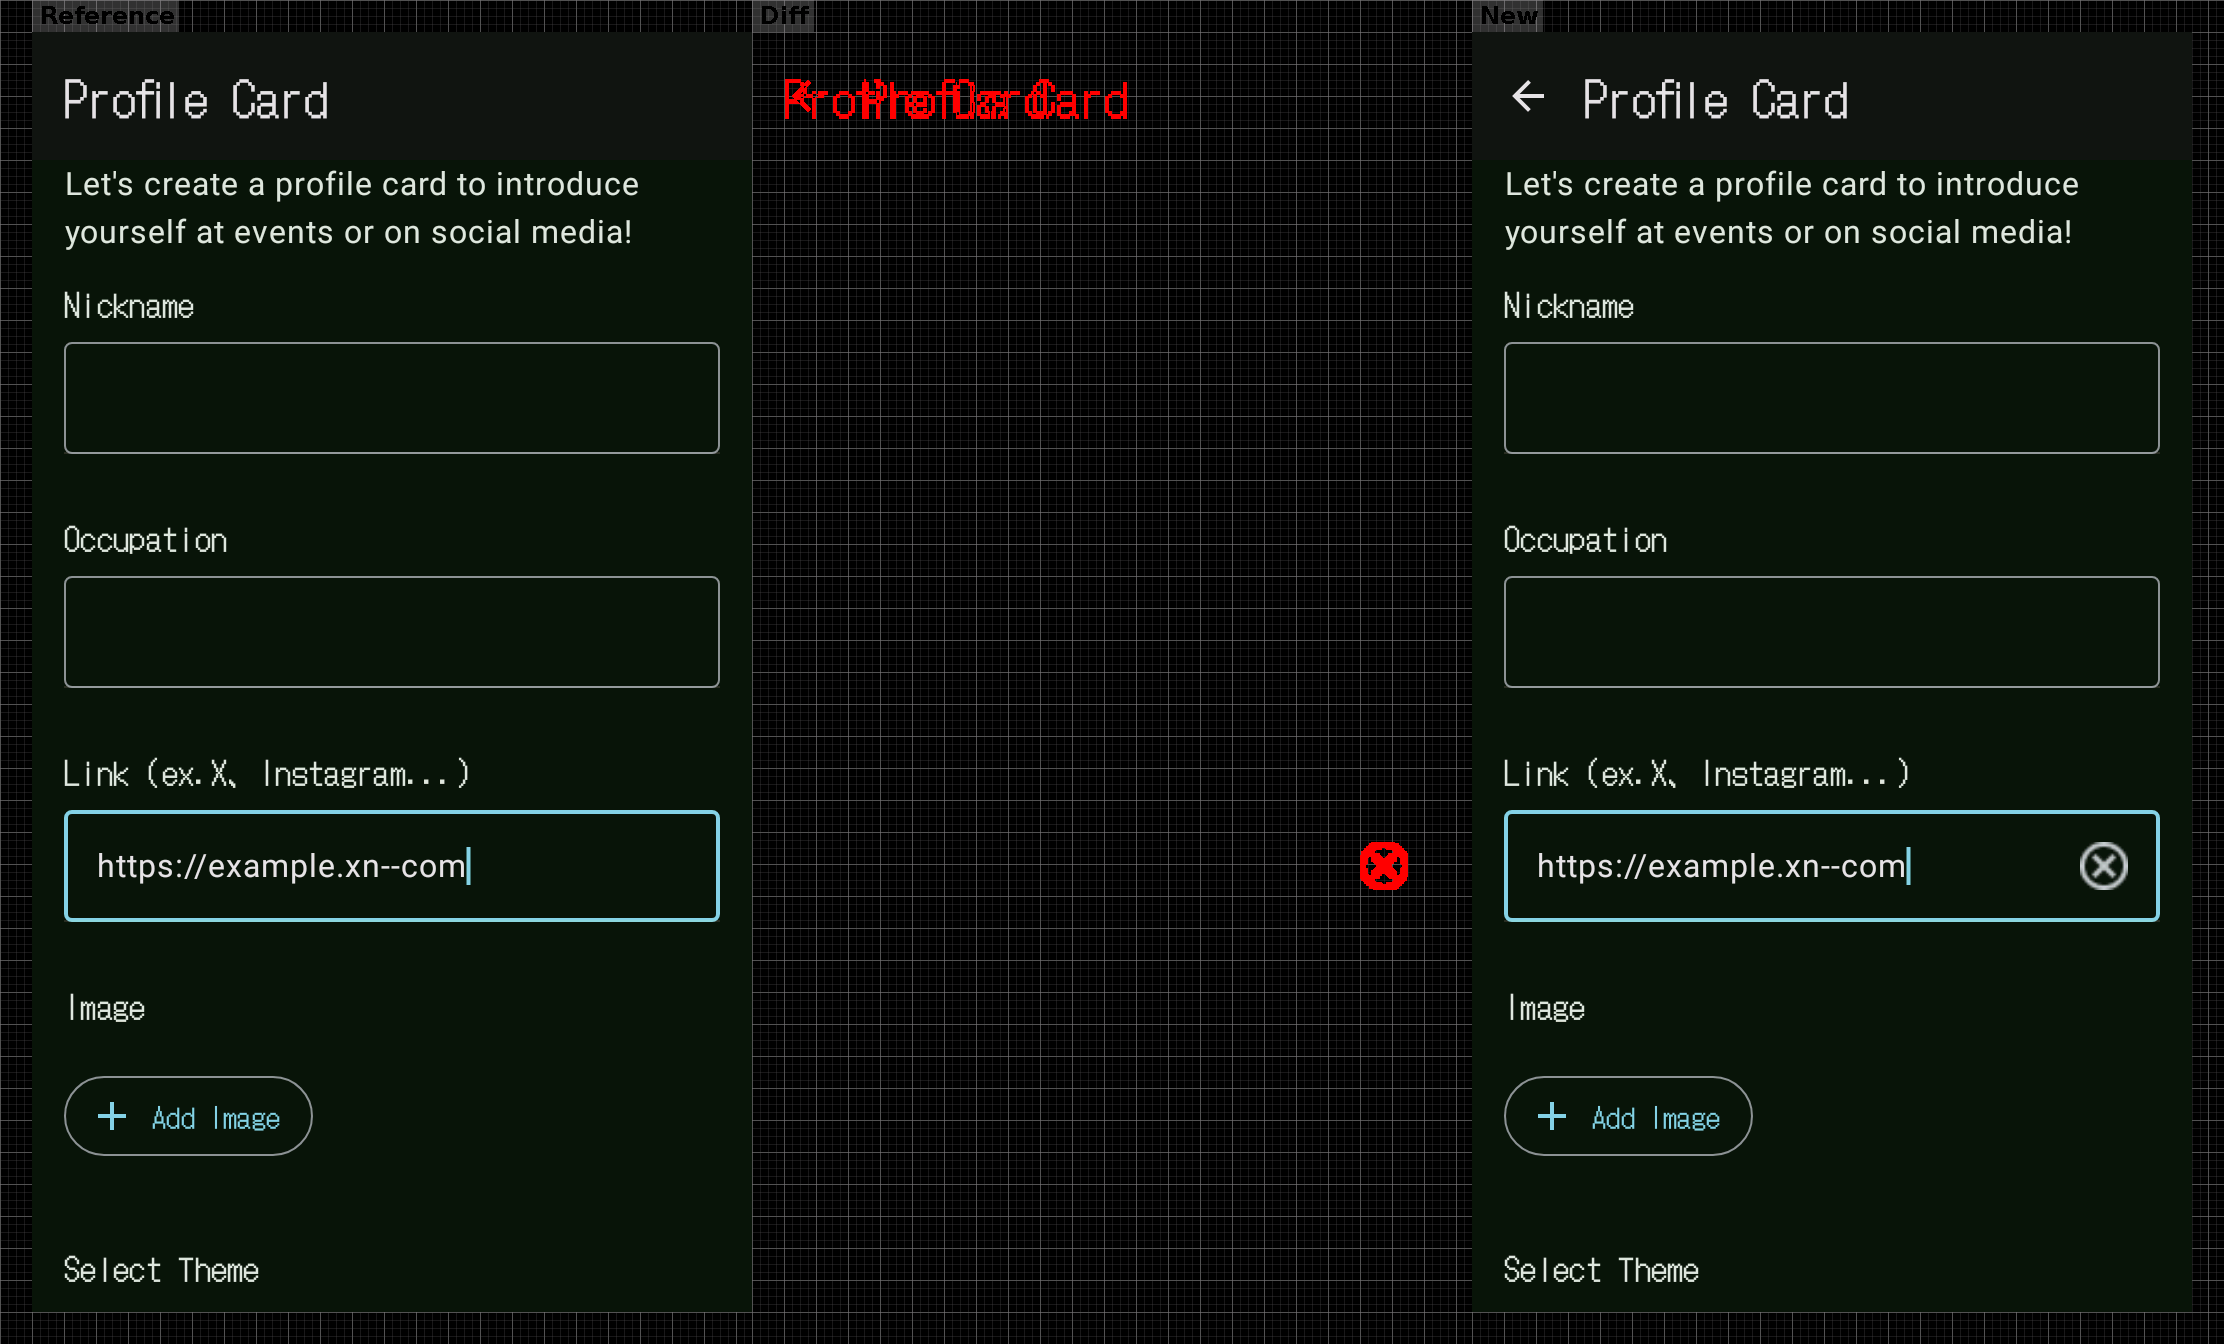 Reference
Profile Card
Let's create a profile card to introduce
yourself at events or on social media!
Nickname
Occupation
Link (ex.X、Instagram...)
https://example.xn--com
Image
Add Image
Select Theme
Diff
New
Profile Card
Let's create a profile card to introduce
yourself at events or on social media!
Nickname
Occupation
Link (ex.X、Instagram...)
https://example.xn--com
Image
Add Image
Select Theme